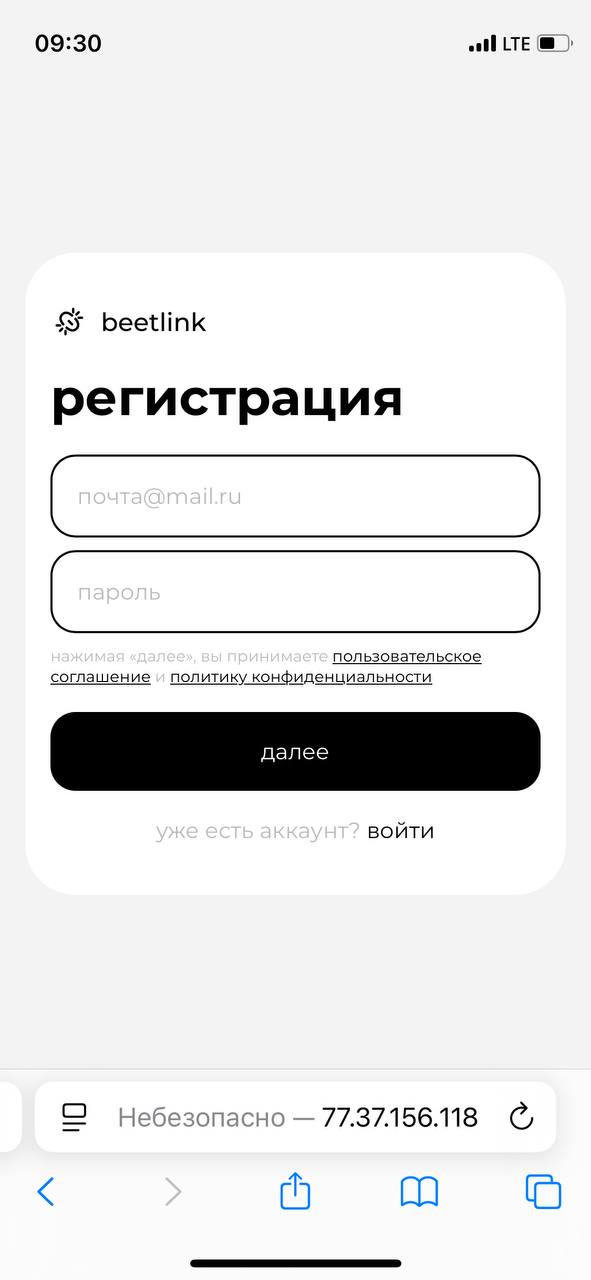 09:30
LTE
beetlink
регистрация
почта@mail.ru
пароль
нажимая «далее», вы принимаете пользовательское
соглашение и политику конфиденциальности
далее
уже есть аккаунт? войти
Небезопасно — 77.37.156.118